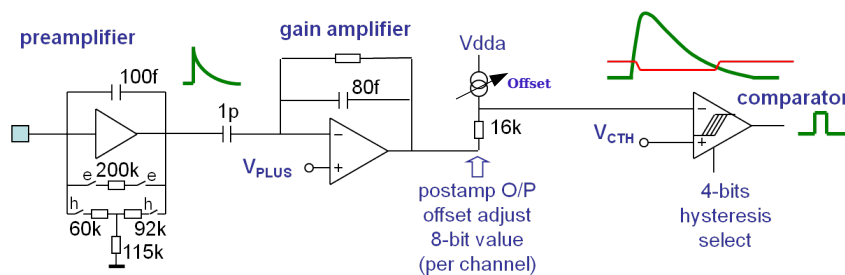 preamplifier
100f
e
200k
e
h
60k
h
92k
115k
1p
gain amplifier
80f
−
+
VPLUS
Vdda
Offset
16k
postamp O/P
offset adjust
8-bit value
(per channel)
comparator
−
+
VCTH
4-bits
hysteresis
select